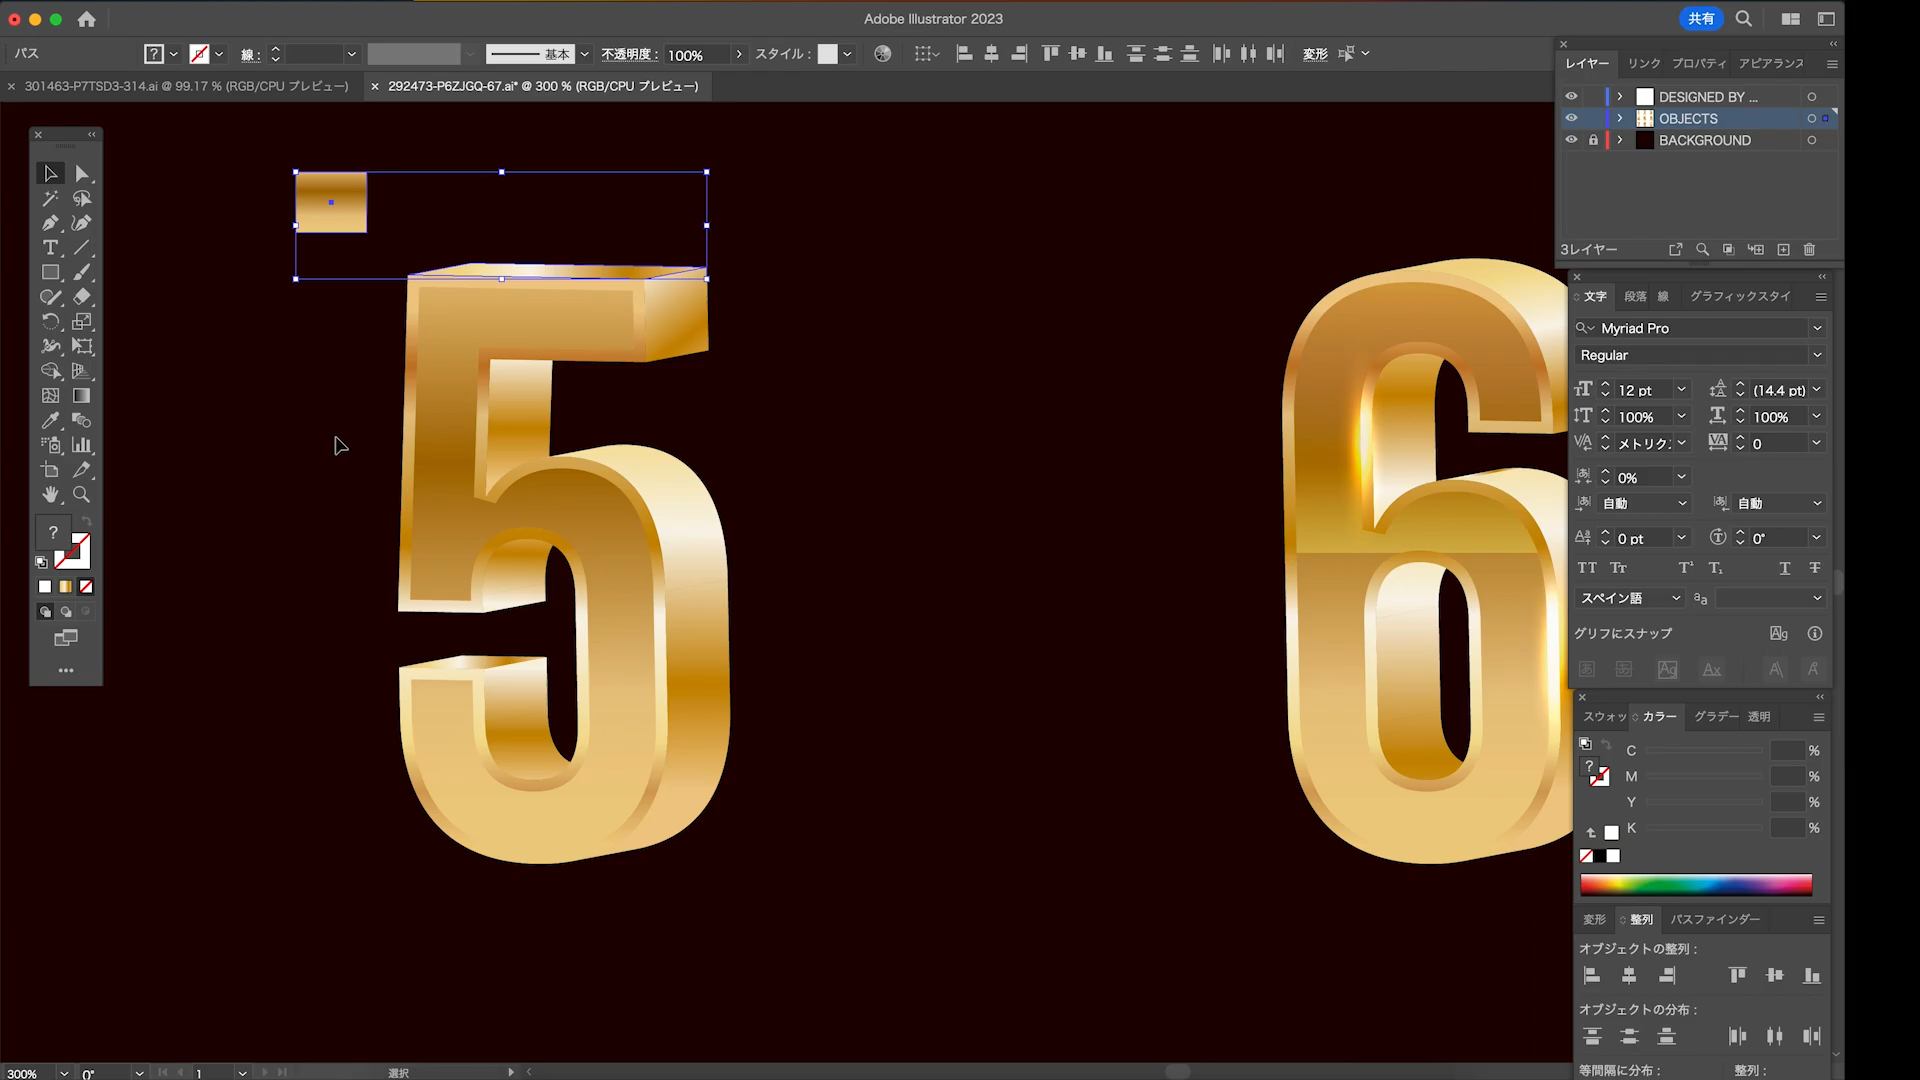 Adobe Illustrator 2023
共有
パス
線 :
基本
不透明度 :
100%
スタイル :
変形
301463-P7TSD3-314.ai @ 99.17 % (RGB/CPU プレビュー)
292473-P6ZJGQ-67.ai* @ 300 % (RGB/CPU プレビュー)
レイヤー
リンク
プロパティ
アピアランス
DESIGNED BY ...
OBJECTS
BACKGROUND
3レイヤー
文字
段落
線
グラフィックスタイ
Myriad Pro
Regular
12 pt
(14.4 pt)
100%
100%
メトリクス
0
0%
自動
自動
0 pt
0°
スペイン語
グリフにスナップ
スウォッ
カラー
グラデー
透明
C %
M %
Y %
K %
変形
整列
パスファインダー
オブジェクトの整列 :
オブジェクトの分布 :
等間隔に分布 :
整列 :
5
6
300%
0°
1
選択